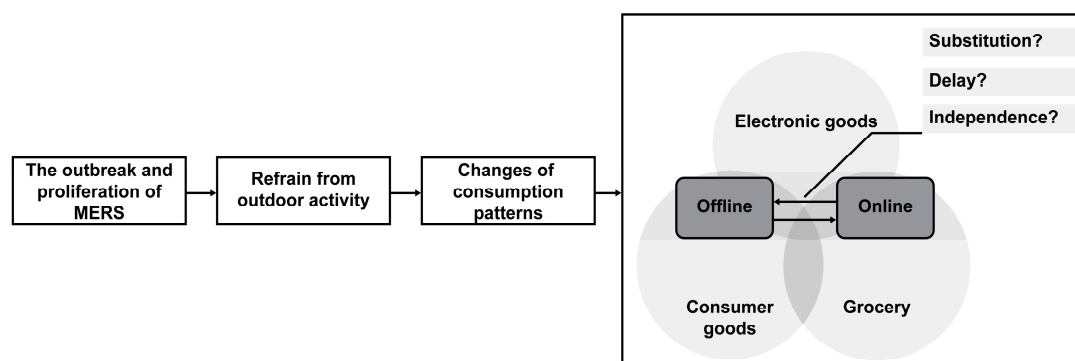 The outbreak and
proliferation of
MERS
Refrain from
outdoor activity
Changes of
consumption
patterns
Substitution?
Delay?
Independence?
Electronic goods
Offline
Online
Consumer
goods
Grocery